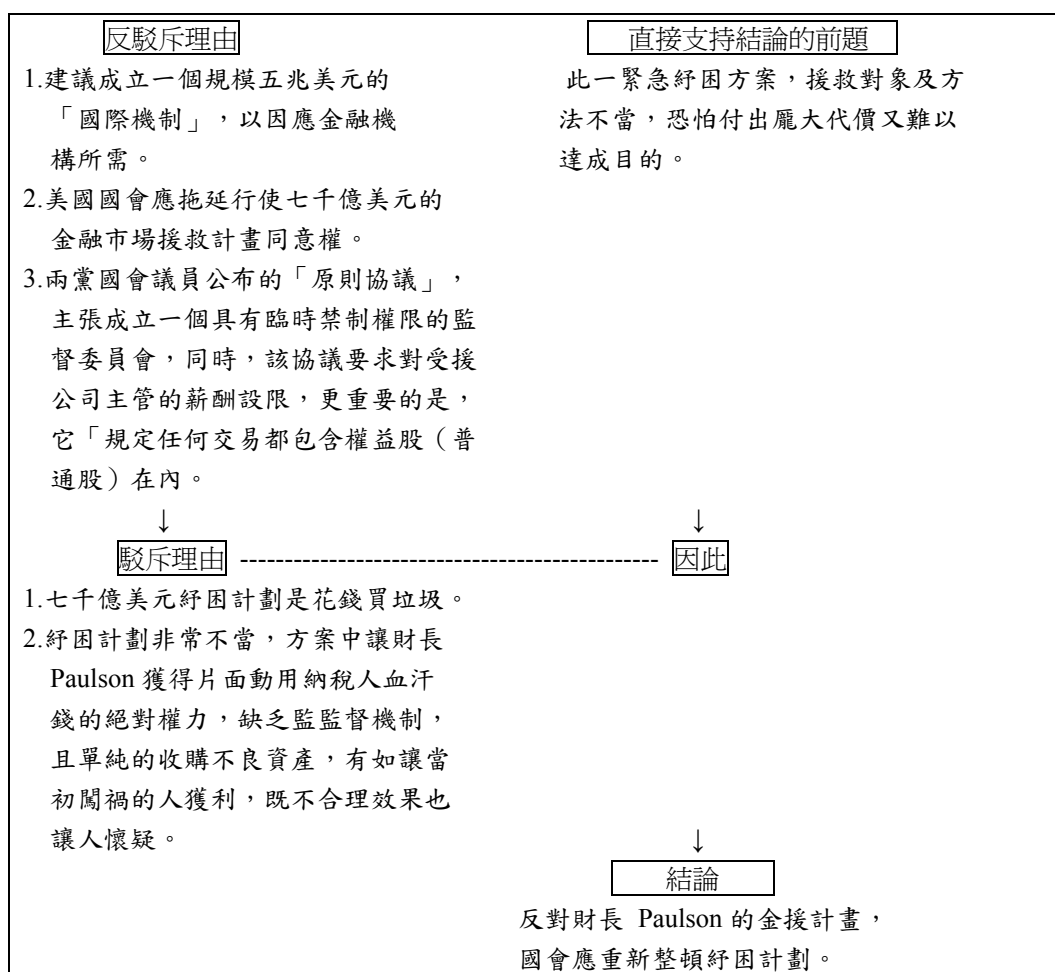 反駁斥理由
直接支持結論的前題
1.建議成立一個規模五兆美元的
「國際機制」，以因應金融機
構所需。
此一緊急紓困方案，援救對象及方
法不當，恐怕付出龐大代價又難以
達成目的。
2.美國國會應拖延行使七千億美元的
金融市場援救計畫同意權。
3.兩黨國會議員公布的「原則協議」，
主張成立一個具有臨時禁制權限的監
督委員會，同時，該協議要求對受援
公司主管的薪酬設限，更重要的是，
它「規定任何交易都包含權益股（普
通股）在內。
↓ ↓
駁斥理由 ----------------------------------------------- 因此
1.七千億美元紓困計劃是花錢買垃圾。
2.紓困計劃非常不當，方案中讓財長
Paulson 獲得片面動用納稅人血汗
錢的絕對權力，缺乏監監督機制，
且單純的收購不良資產，有如讓當
初闖禍的人獲利，既不合理效果也
讓人懷疑。
↓
結論
反對財長 Paulson 的金援計畫，
國會應重新整頓紓困計劃。